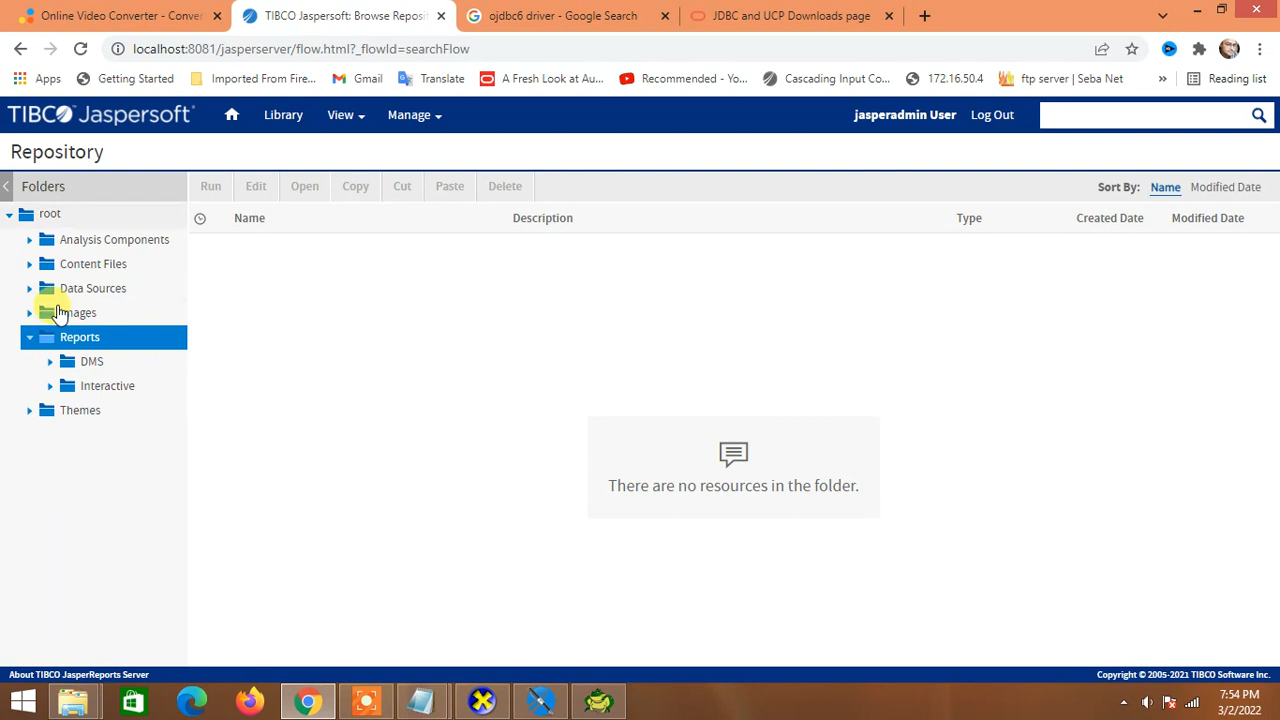 Online Video Converter - Conver
TIBCO Jaspersoft: Browse Reposit
ojdbc6 driver - Google Search
JDBC and UCP Downloads page
localhost:8081/jasperserver/flow.html?_flowId=searchFlow
Apps
Getting Started
Imported From Fire...
Gmail
Translate
A Fresh Look at Au...
Recommended - Yo...
Cascading Input Co...
172.16.50.4
ftp server | Seba Net
»
Reading list
TIBCO Jaspersoft®
Library
View
Manage
jasperadmin User
Log Out
Repository
Folders
Run
Edit
Open
Copy
Cut
Paste
Delete
Sort By:
Name
Modified Date
root
Name
Description
Type
Created Date
Modified Date
Analysis Components
Content Files
Data Sources
Images
Reports
DMS
Interactive
Themes
There are no resources in the folder.
About TIBCO JasperReports Server
Copyright © 2005-2021 TIBCO Software Inc.
7:54 PM
3/2/2022